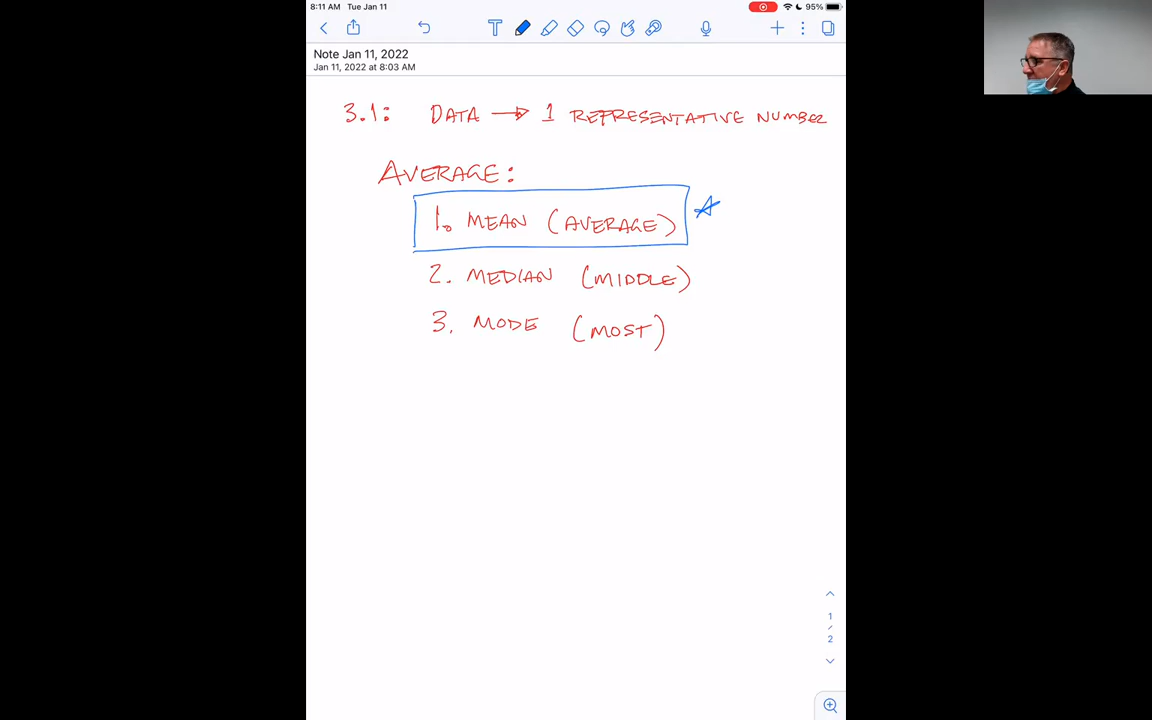 8:11 AM Tue Jan 11 95%
T
Note Jan 11, 2022
Jan 11, 2022 at 8:03 AM
3.1: DATA → 1 REPRESENTATIVE NUMBER
AVERAGE:
1. MEAN (AVERAGE)
2. MEDIAN (MIDDLE)
3. MODE (MOST)
1
/
2